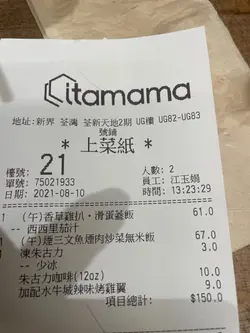 itamama
地址:新界 荃灣 荃新天地2期 UG樓 UG82-UG83
號舖
* 上菜紙 *
檯號: 21
人數: 2
單號: 75021933
員工: 江玉娟
日期: 2021-08-10
時間: 13:23:29
1 (午)香草雞扒‧滑蛋蓋飯 61.0
-- 西西里茄汁
1 (午)煙三文魚煙肉炒菜無米飯 67.0
1 凍朱古力 3.0
-- 少冰
朱古力咖啡(12oz) 10.0
加配水牛城辣味烤雞翼 9.0
項目總計: $150.0